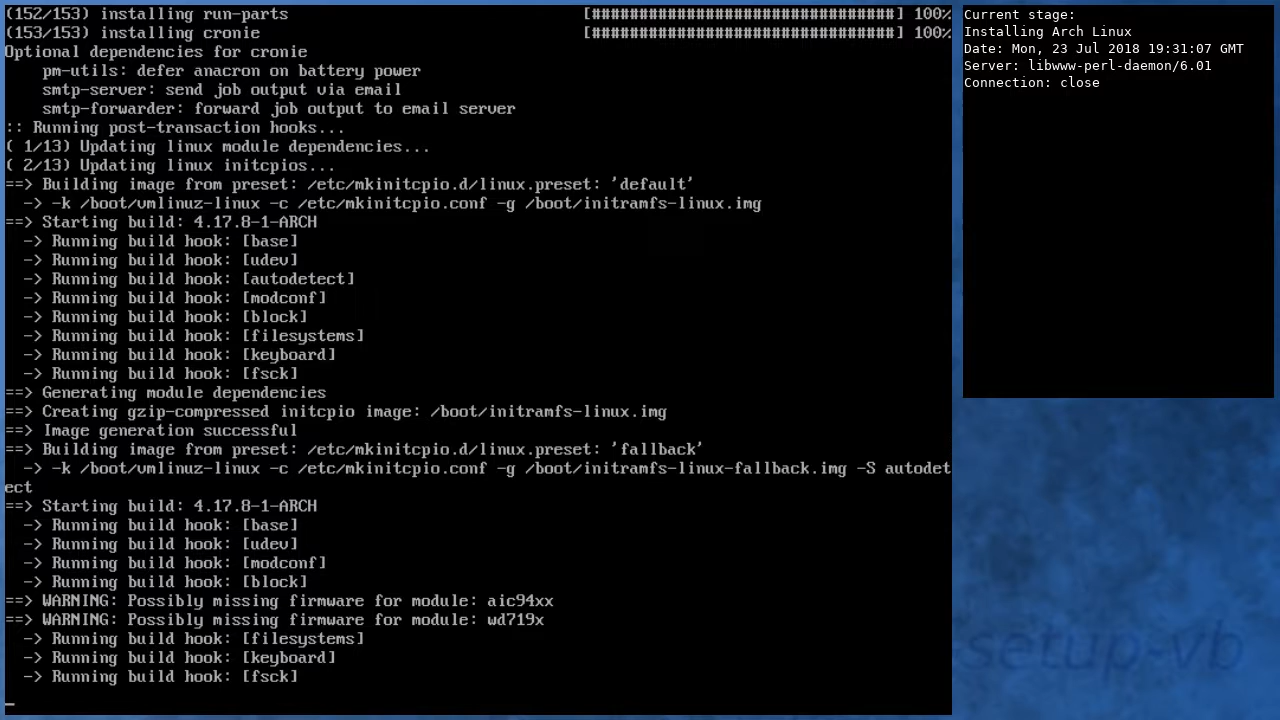 (152/153) installing run-parts [################################] 100%
(153/153) installing cronie [################################] 100%
Optional dependencies for cronie
pm-utils: defer anacron on battery power
smtp-server: send job output via email
smtp-forwarder: forward job output to email server
:: Running post-transaction hooks...
( 1/13) Updating linux module dependencies...
( 2/13) Updating linux initcpios...
==> Building image from preset: /etc/mkinitcpio.d/linux.preset: 'default'
-> -k /boot/vmlinuz-linux -c /etc/mkinitcpio.conf -g /boot/initramfs-linux.img
==> Starting build: 4.17.8-1-ARCH
-> Running build hook: [base]
-> Running build hook: [udev]
-> Running build hook: [autodetect]
-> Running build hook: [modconf]
-> Running build hook: [block]
-> Running build hook: [filesystems]
-> Running build hook: [keyboard]
-> Running build hook: [fsck]
==> Generating module dependencies
==> Creating gzip-compressed initcpio image: /boot/initramfs-linux.img
==> Image generation successful
==> Building image from preset: /etc/mkinitcpio.d/linux.preset: 'fallback'
-> -k /boot/vmlinuz-linux -c /etc/mkinitcpio.conf -g /boot/initramfs-linux-fallback.img -S autodet
ect
==> Starting build: 4.17.8-1-ARCH
-> Running build hook: [base]
-> Running build hook: [udev]
-> Running build hook: [modconf]
-> Running build hook: [block]
==> WARNING: Possibly missing firmware for module: aic94xx
==> WARNING: Possibly missing firmware for module: wd719x
-> Running build hook: [filesystems]
-> Running build hook: [keyboard]
-> Running build hook: [fsck]
_
Current stage:
Installing Arch Linux
Date: Mon, 23 Jul 2018 19:31:07 GMT
Server: libwww-perl-daemon/6.01
Connection: close
-setup-vb